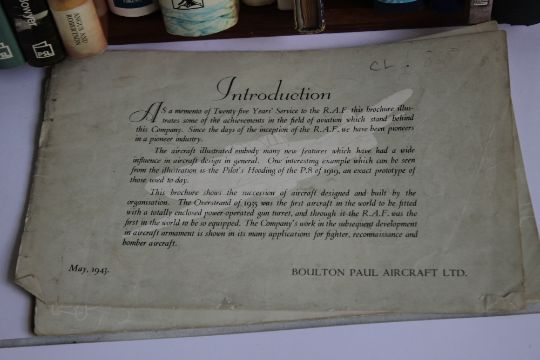 ANGUS AND ROBERTSON
CL.
Introduction
AS a memento of Twenty five Years' Service to the R.A.F. this brochure illus-
trates some of the achievements in the field of aviation which stand behind
this Company. Since the days of the inception of the R.A.F. we have been pioneers
in a pioneer industry.
The aircraft illustrated embody many new features which have had a wide
influence in aircraft design in general. One interesting example which can be seen
from the illustration is the Pilot's Hooding of the P.8 of 1919, an exact prototype of
those used to-day.
This brochure shows the succession of aircraft designed and built by the
organisation. The Overstrand of 1935 was the first aircraft in the world to be fitted
with a totally enclosed power-operated gun turret, and through it the R.A.F. was the
first in the world to be so equipped. The Company's work in the subsequent development
in aircraft armament is shown in its many applications for fighter, reconnaissance and
bomber aircraft.
May, 1943.
BOULTON PAUL AIRCRAFT LTD.